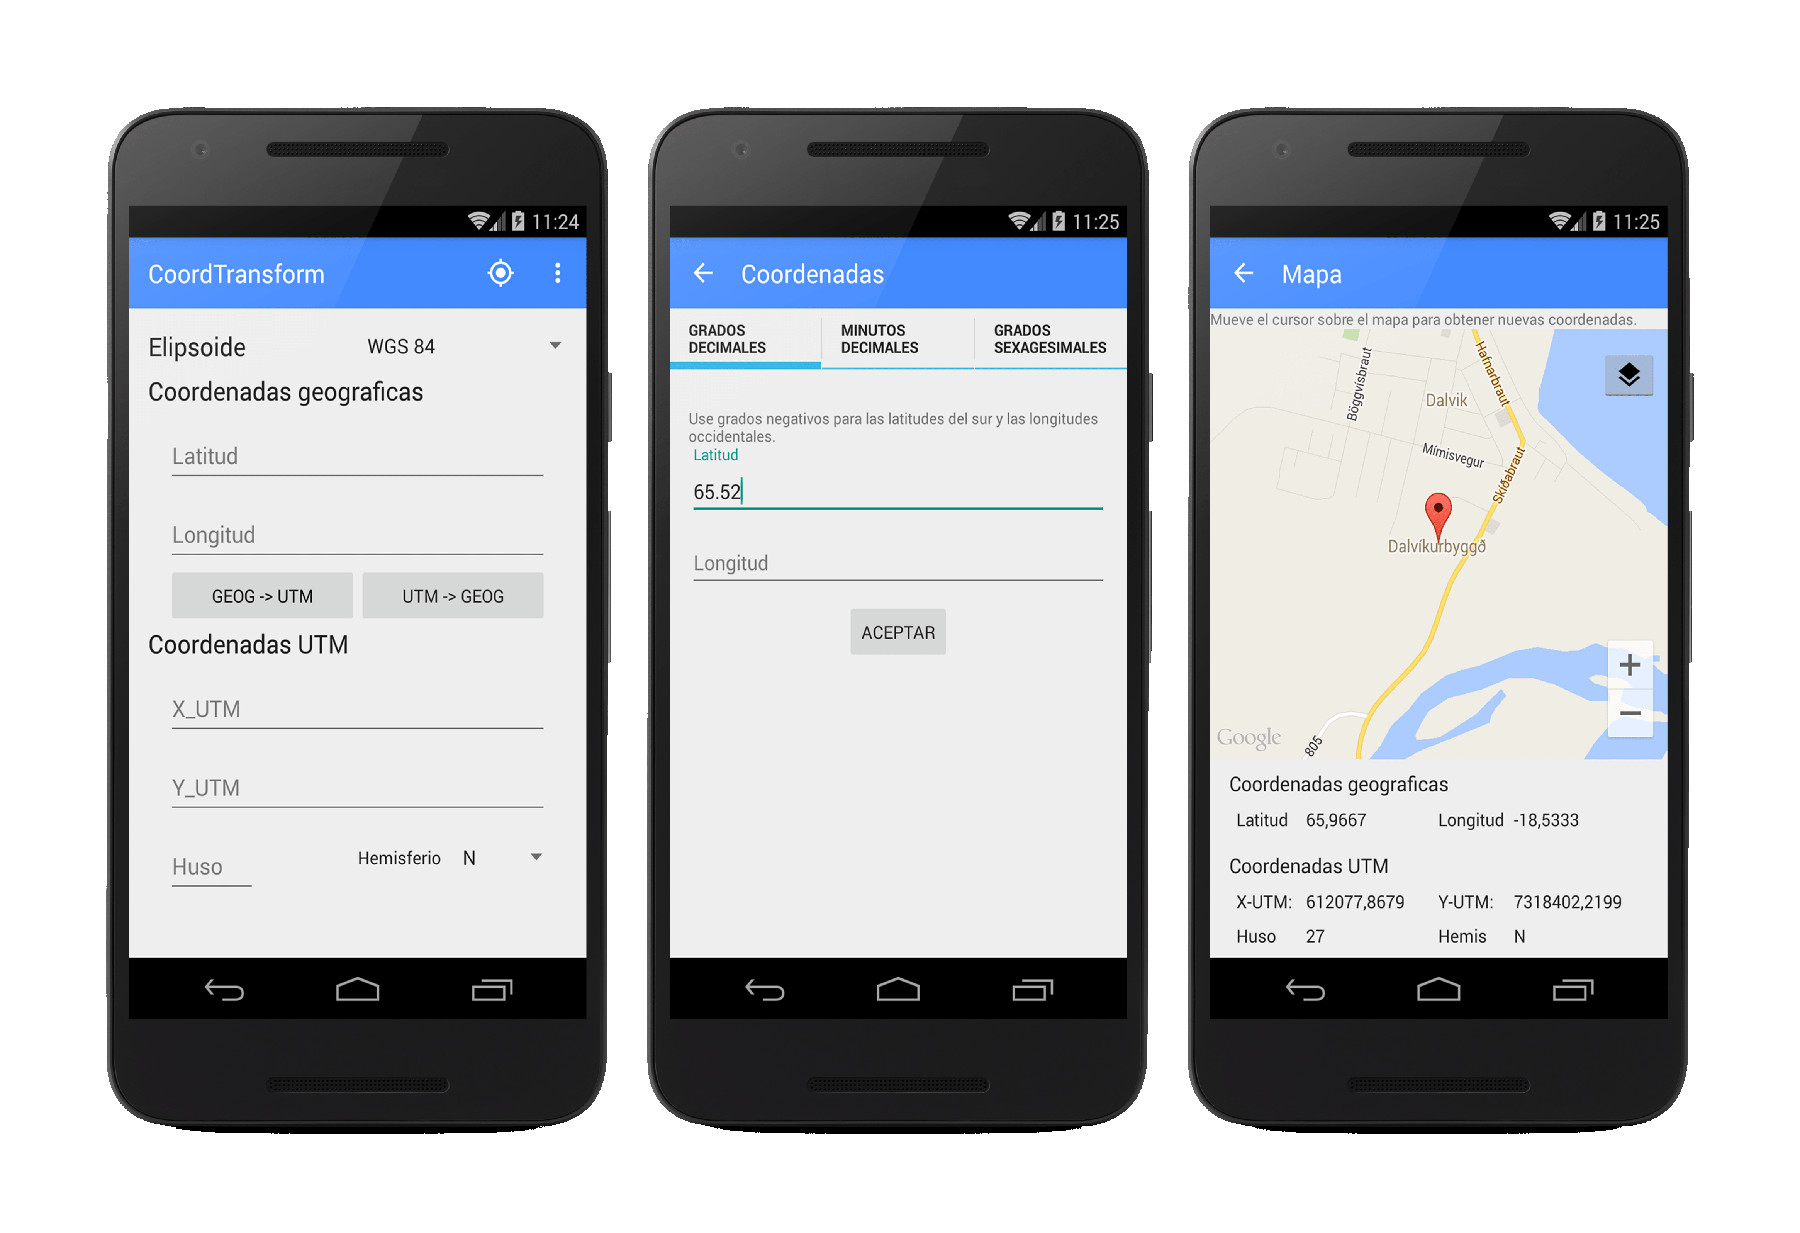 11:24
CoordTransform
Elipsoide WGS 84
Coordenadas geograficas
Latitud
Longitud
GEOG -> UTM UTM -> GEOG
Coordenadas UTM
X_UTM
Y_UTM
Huso Hemisferio N
11:25
Coordenadas
GRADOS DECIMALES
MINUTOS DECIMALES
GRADOS SEXAGESIMALES
Use grados negativos para las latitudes del sur y las longitudes
occidentales.
Latitud
65.52
Longitud
ACEPTAR
11:25
Mapa
Mueve el cursor sobre el mapa para obtener nuevas coordenadas.
Hafnarbraut
Böggvisbraut
Dalvik
Mímisvegur
Skíðabraut
Dalvíkurbyggð
805
Google
Coordenadas geograficas
Latitud 65,9667 Longitud -18,5333
Coordenadas UTM
X-UTM: 612077,8679 Y-UTM: 7318402,2199
Huso 27 Hemis N